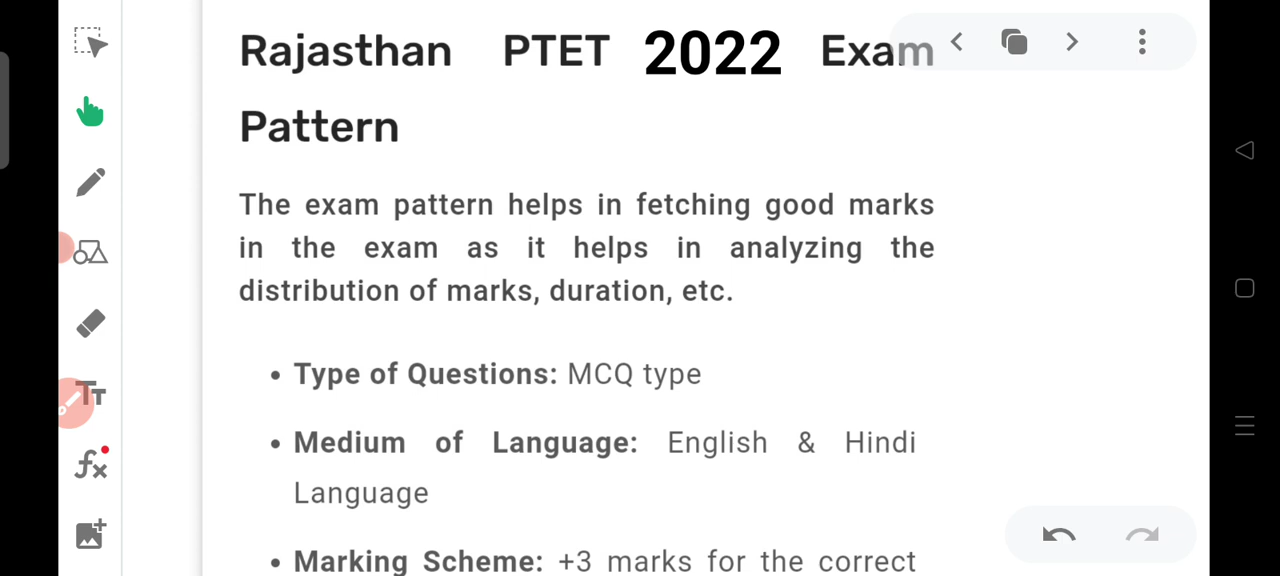 Rajasthan PTET 2022 Exam
Pattern
The exam pattern helps in fetching good marks
in the exam as it helps in analyzing the
distribution of marks, duration, etc.
• Type of Questions: MCQ type
• Medium of Language: English & Hindi
Language
• Marking Scheme: +3 marks for the correct